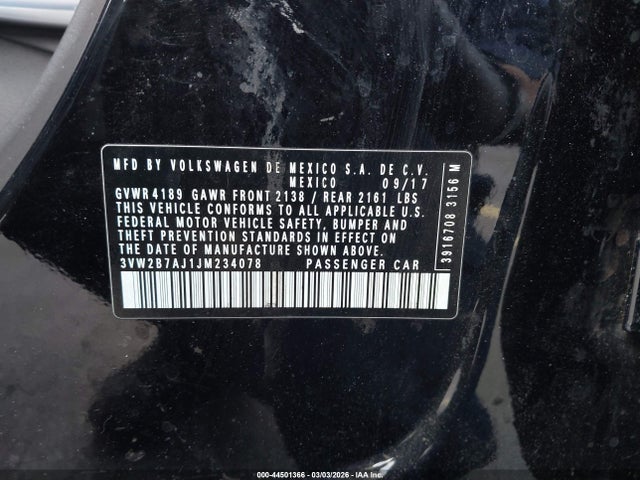 MFD BY VOLKSWAGEN DE MEXICO S.A. DE C.V.
MEXICO 09/17
GVWR 4189 GAWR FRONT 2138 / REAR 2161 LBS
THIS VEHICLE CONFORMS TO ALL APPLICABLE U.S.
FEDERAL MOTOR VEHICLE SAFETY, BUMPER AND
THEFT PREVENTION STANDARDS IN EFFECT ON
THE DATE OF MANUFACTURE SHOWN ABOVE.
3VW2B7AJ1JM234078 PASSENGER CAR
3916708 3156 M
000-44501366 - 03/03/2026 - IAA Inc.